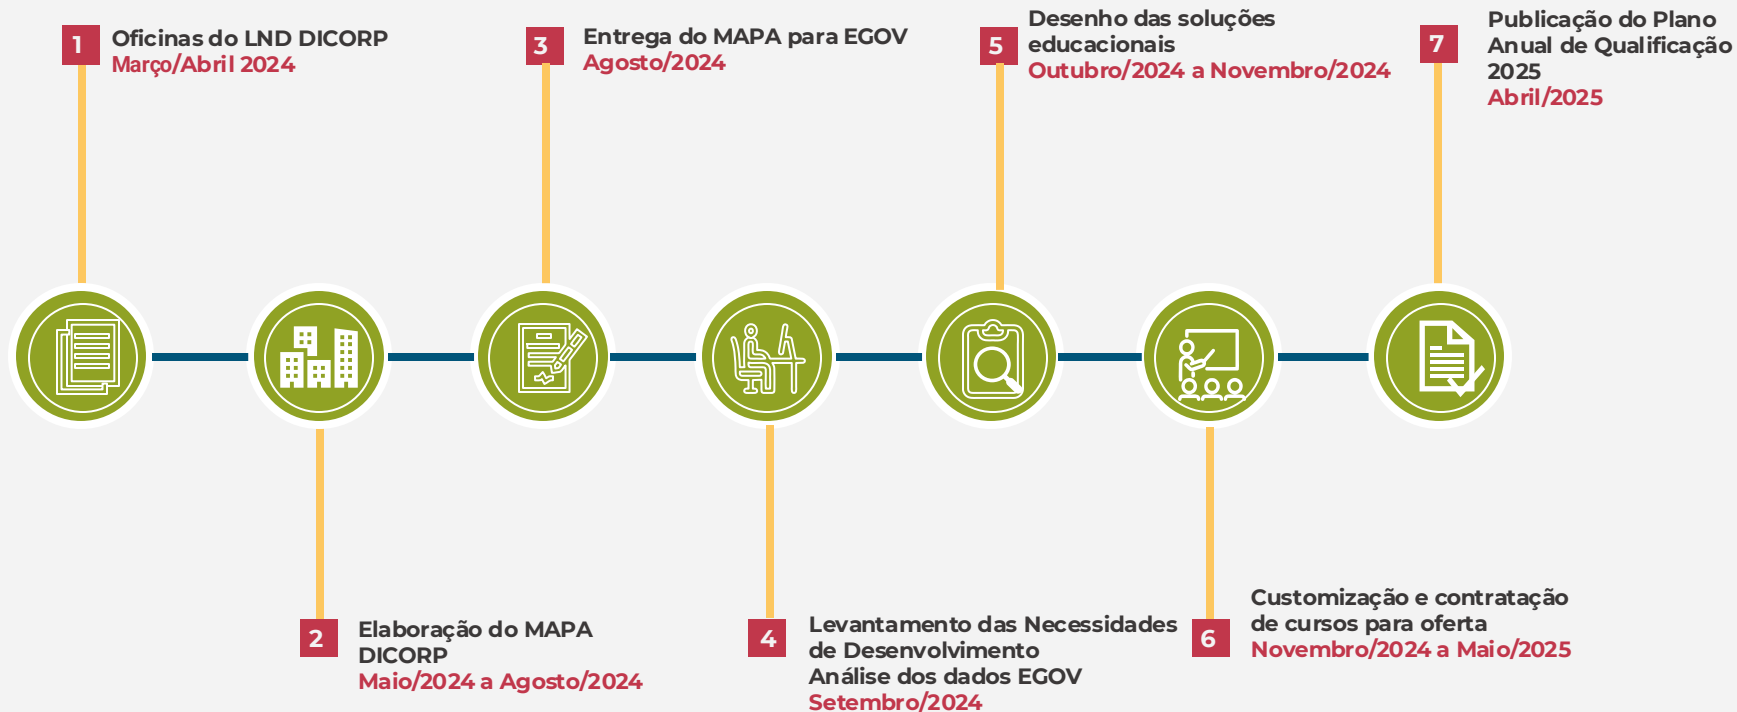 1
Oficinas do LND DICORP
Março/Abril 2024
2
Elaboração do MAPA
DICORP
Maio/2024 a Agosto/2024
3
Entrega do MAPA para EGOV
Agosto/2024
4
Levantamento das Necessidades
de Desenvolvimento
Análise dos dados EGOV
Setembro/2024
5
Desenho das soluções
educacionais
Outubro/2024 a Novembro/2024
6
Customização e contratação
de cursos para oferta
Novembro/2024 a Maio/2025
7
Publicação do Plano
Anual de Qualificação
2025
Abril/2025